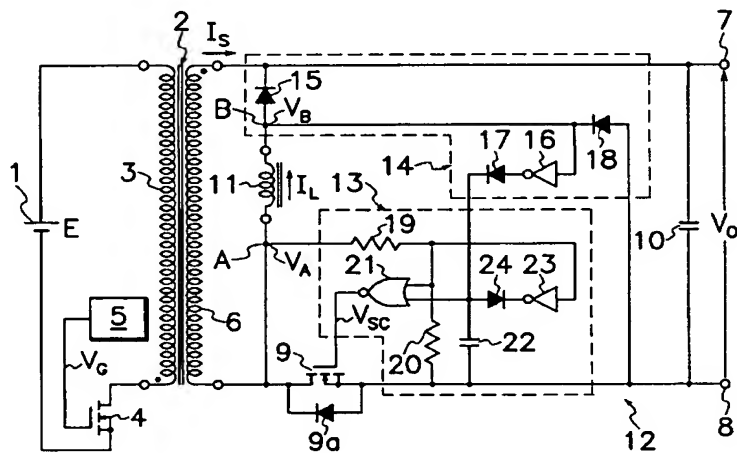 2 I_S 7
15
B V_B
17 16 18
14
1 E 3 11 I_L 13 10 V_O
19
A V_A 21 24 23
5 6 V_SC 22
V_G 9 20
4 9a 12 8